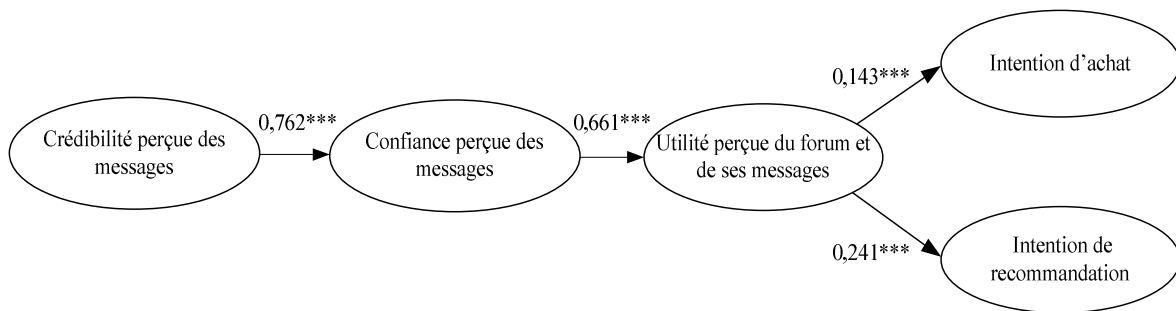 Crédibilité perçue des
messages
0,762***
Confiance perçue des
messages
0,661***
Utilité perçue du forum et
de ses messages
0,143***
Intention d'achat
0,241***
Intention de
recommandation